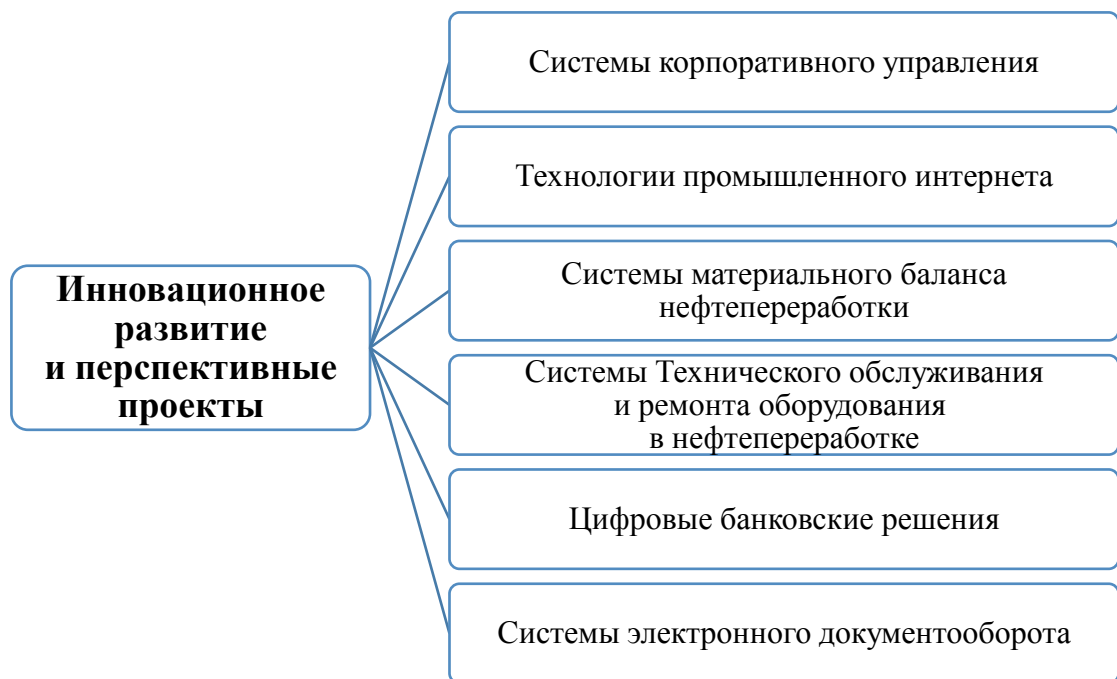 Системы корпоративного управления
Технологии промышленного интернета
Системы материального баланса
нефтепереработки
Инновационное
развитие
и перспективные
проекты
Системы Технического обслуживания
и ремонта оборудования
в нефтепереработке
Цифровые банковские решения
Системы электронного документооборота